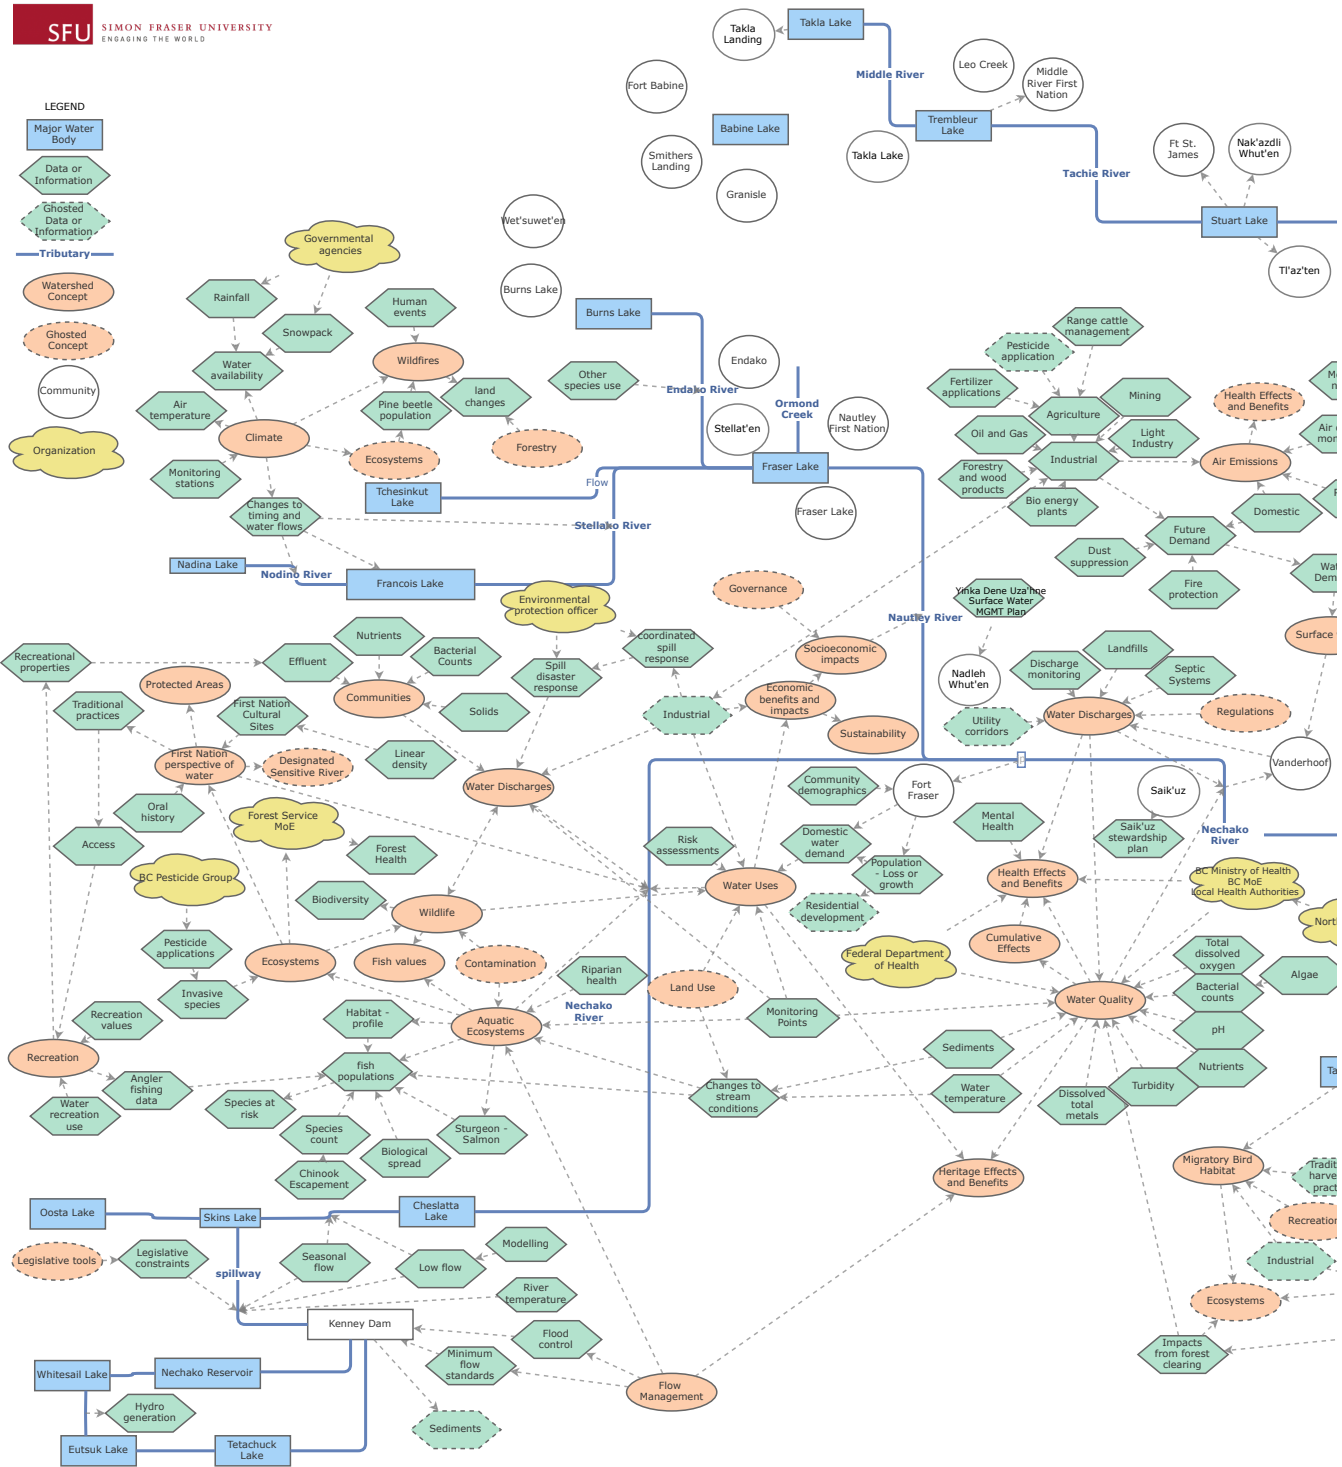 SFU
SIMON FRASER UNIVERSITY
ENGAGING THE WORLD
LEGEND
Major Water
Body
Data or
Information
Ghosted
Data or
Information
Tributary
Watershed
Concept
Ghosted
Concept
Community
Organization
Takla
Landing
Takla Lake
Middle River
Leo Creek
Middle
River First
Nation
Fort Babine
Babine Lake
Trembleur
Lake
Smithers
Landing
Takla Lake
Granisle
Tachie River
Ft St.
James
Nak'azdli
Whut'en
Stuart Lake
Tl'az'ten
Wet'suwet'en
Burns Lake
Governmental
agencies
Rainfall
Snowpack
Human
events
Water
availability
Wildfires
Air
temperature
Pine beetle
population
land
changes
Climate
Ecosystems
Forestry
Monitoring
stations
Changes to
timing and
water flows
Burns Lake
Other
species use
Endako River
Endako
Ormond
Creek
Stellat'en
Nautley
First Nation
Fraser Lake
Fraser Lake
Tchesinkut
Lake
Flow
Stellako River
Nadina Lake
Nodino River
Francois Lake
Range cattle
management
Pesticide
application
Fertilizer
applications
Agriculture
Mining
Oil and Gas
Light
Industry
Industrial
Forestry
and wood
products
Bio energy
plants
Health Effects
and Benefits
Air Emissions
Domestic
Future
Demand
Dust
suppression
Fire
protection
Environmental
protection officer
Governance
Yinka Dene Uza'hne
Surface Water
MGMT Plan
Nautley River
Nutrients
Bacterial
Counts
Effluent
Communities
Solids
Linear
density
coordinated
spill
response
Spill
disaster
response
Socioeconomic
impacts
Economic
benefits and
impacts
Industrial
Sustainability
Nadleh
Whut'en
Utility
corridors
Discharge
monitoring
Landfills
Septic
Systems
Water Discharges
Regulations
Surface
Vanderhoof
Recreational
properties
Protected Areas
Traditional
practices
First Nation
Cultural
Sites
First Nation
perspective of
water
Designated
Sensitive River
Oral
history
Access
Water Discharges
Forest Service
MoE
Forest
Health
BC Pesticide Group
Biodiversity
Wildlife
Pesticide
applications
Ecosystems
Fish values
Contamination
Invasive
species
Community
demographics
Fort
Fraser
Saik'uz
Saik'uz
stewardship
plan
Nechako
River
Mental
Health
Domestic
water
demand
Risk
assessments
Population
- Loss or
growth
Water Uses
Residential
development
Health Effects
and Benefits
BC Ministry of Health
BC MoE
Local Health Authorities
Federal Department
of Health
Cumulative
Effects
Total
dissolved
oxygen
Algae
Bacterial
counts
Water Quality
pH
Nutrients
Turbidity
Dissolved
total
metals
Riparian
health
Land Use
Nechako
River
Monitoring
Points
Aquatic
Ecosystems
Habitat -
profile
Recreation
values
Recreation
fish
populations
Angler
fishing
data
Water
recreation
use
Species at
risk
Species
count
Sturgeon -
Salmon
Biological
spread
Chinook
Escapement
Sediments
Changes to
stream
conditions
Water
temperature
Heritage Effects
and Benefits
Migratory Bird
Habitat
Recreation
Industrial
Ecosystems
Impacts
from forest
clearing
Oosta Lake
Skins Lake
Cheslatta
Lake
Legislative tools
Legislative
constraints
spillway
Seasonal
flow
Low flow
Modelling
River
temperature
Kenney Dam
Flood
control
Minimum
flow
standards
Flow
Management
Whitesail Lake
Nechako Reservoir
Hydro
generation
Eutsuk Lake
Tetachuck
Lake
Sediments